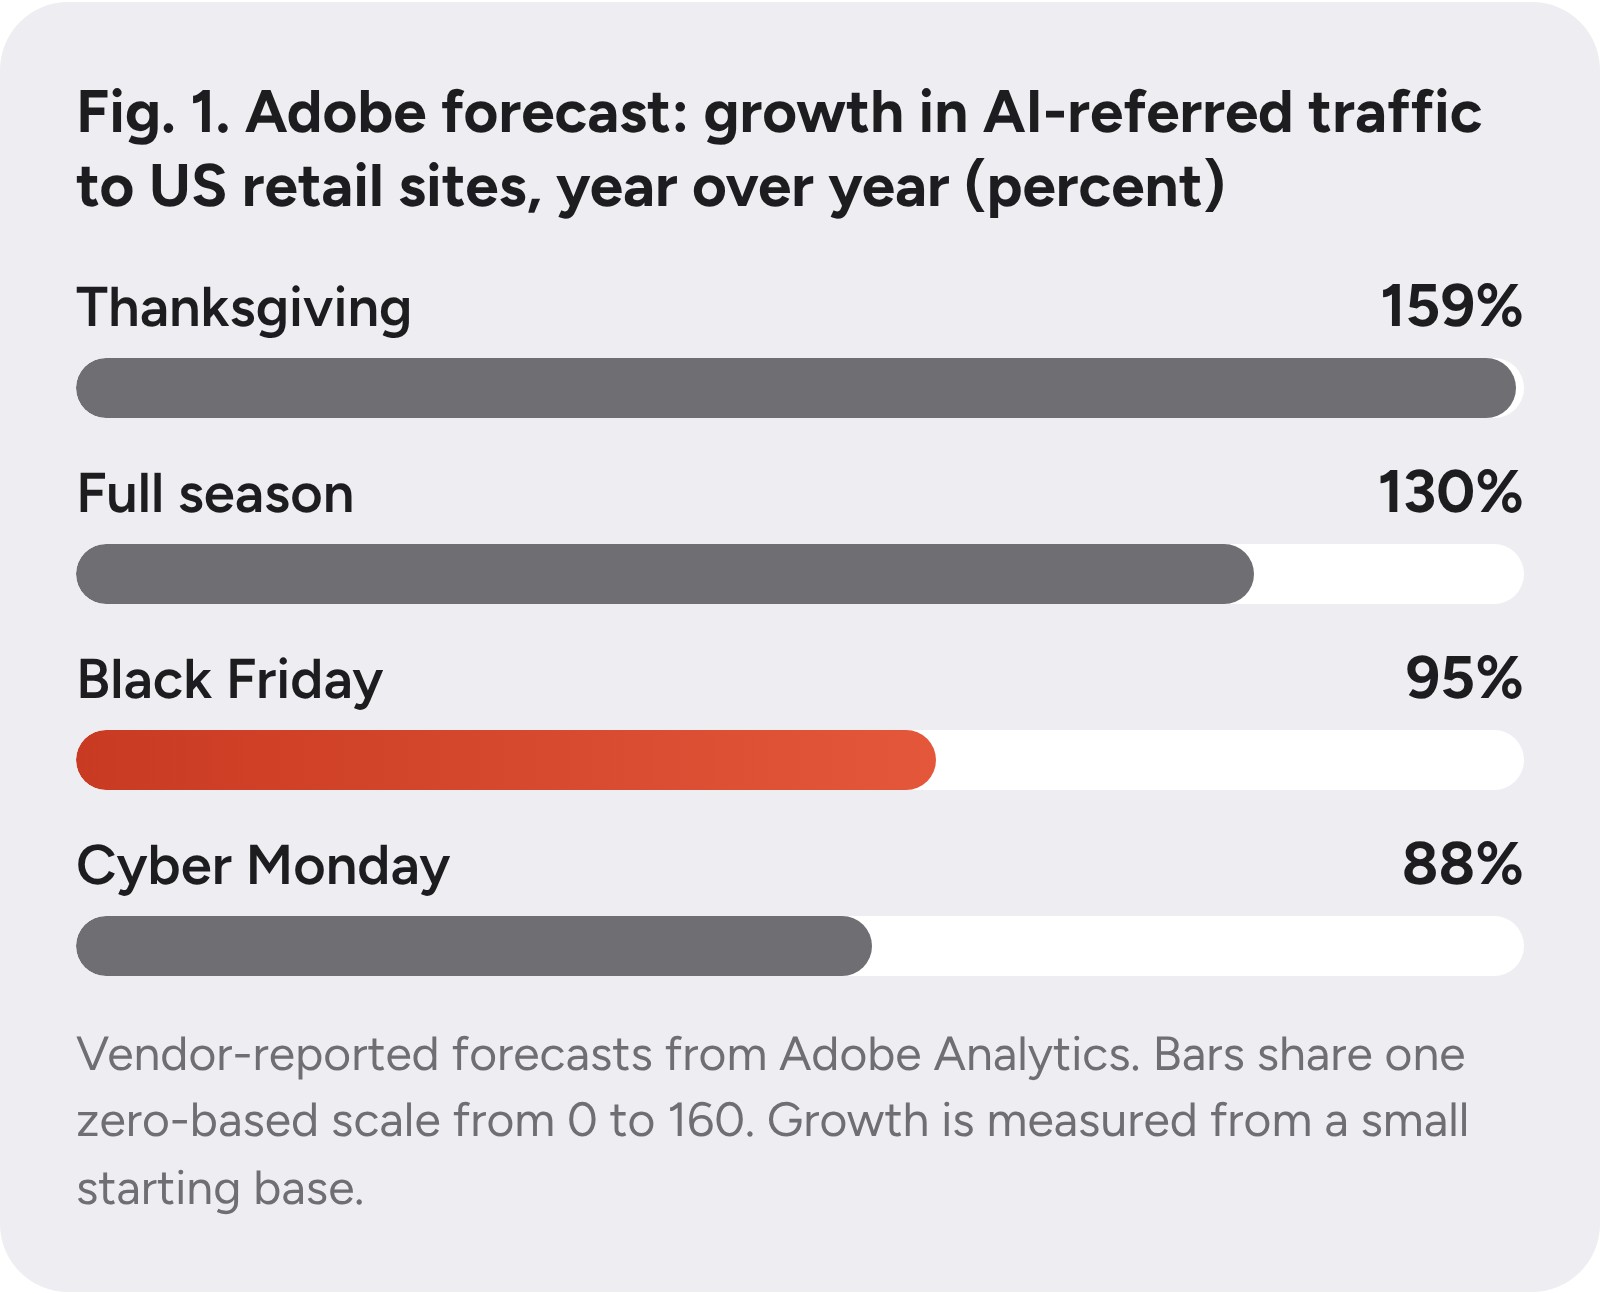 Fig. 1. Adobe forecast: growth in AI-referred traffic
to US retail sites, year over year (percent)
Thanksgiving 159%
Full season 130%
Black Friday 95%
Cyber Monday 88%
Vendor-reported forecasts from Adobe Analytics. Bars share one
zero-based scale from 0 to 160. Growth is measured from a small
starting base.